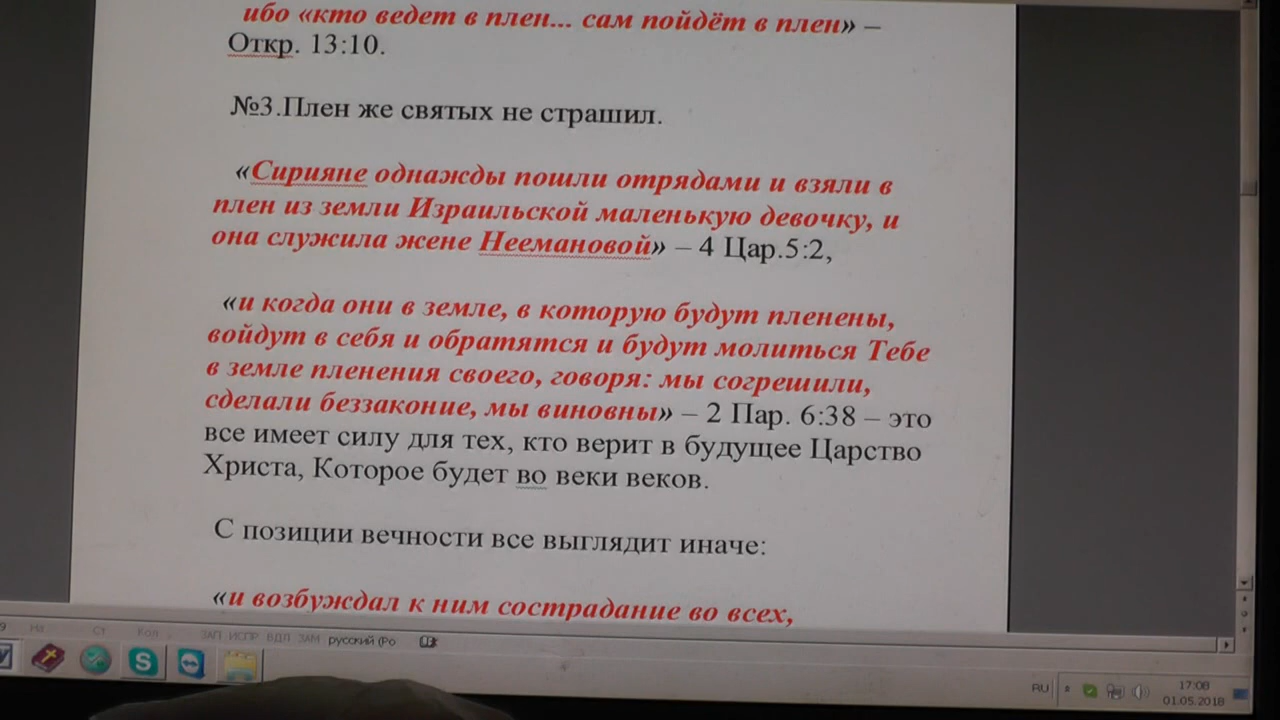 ибо «кто ведет в плен... сам пойдёт в плен» –
Откр. 13:10.
№3.Плен же святых не страшил.
«Сирияне однажды пошли отрядами и взяли в
плен из земли Израильской маленькую девочку, и
она служила жене Неемановой» – 4 Цар.5:2,
«и когда они в земле, в которую будут пленены,
войдут в себя и обратятся и будут молиться Тебе
в земле пленения своего, говоря: мы согрешили,
сделали беззаконие, мы виновны» – 2 Пар. 6:38 – это
все имеет силу для тех, кто верит в будущее Царство
Христа, Которое будет во веки веков.
С позиции вечности все выглядит иначе:
«и возбуждал к ним сострадание во всех,
9 На Ст Кол ЗАП ИСПР ВДЛ ЗАМ русский (Ро
RU 17:08
01.05.2018